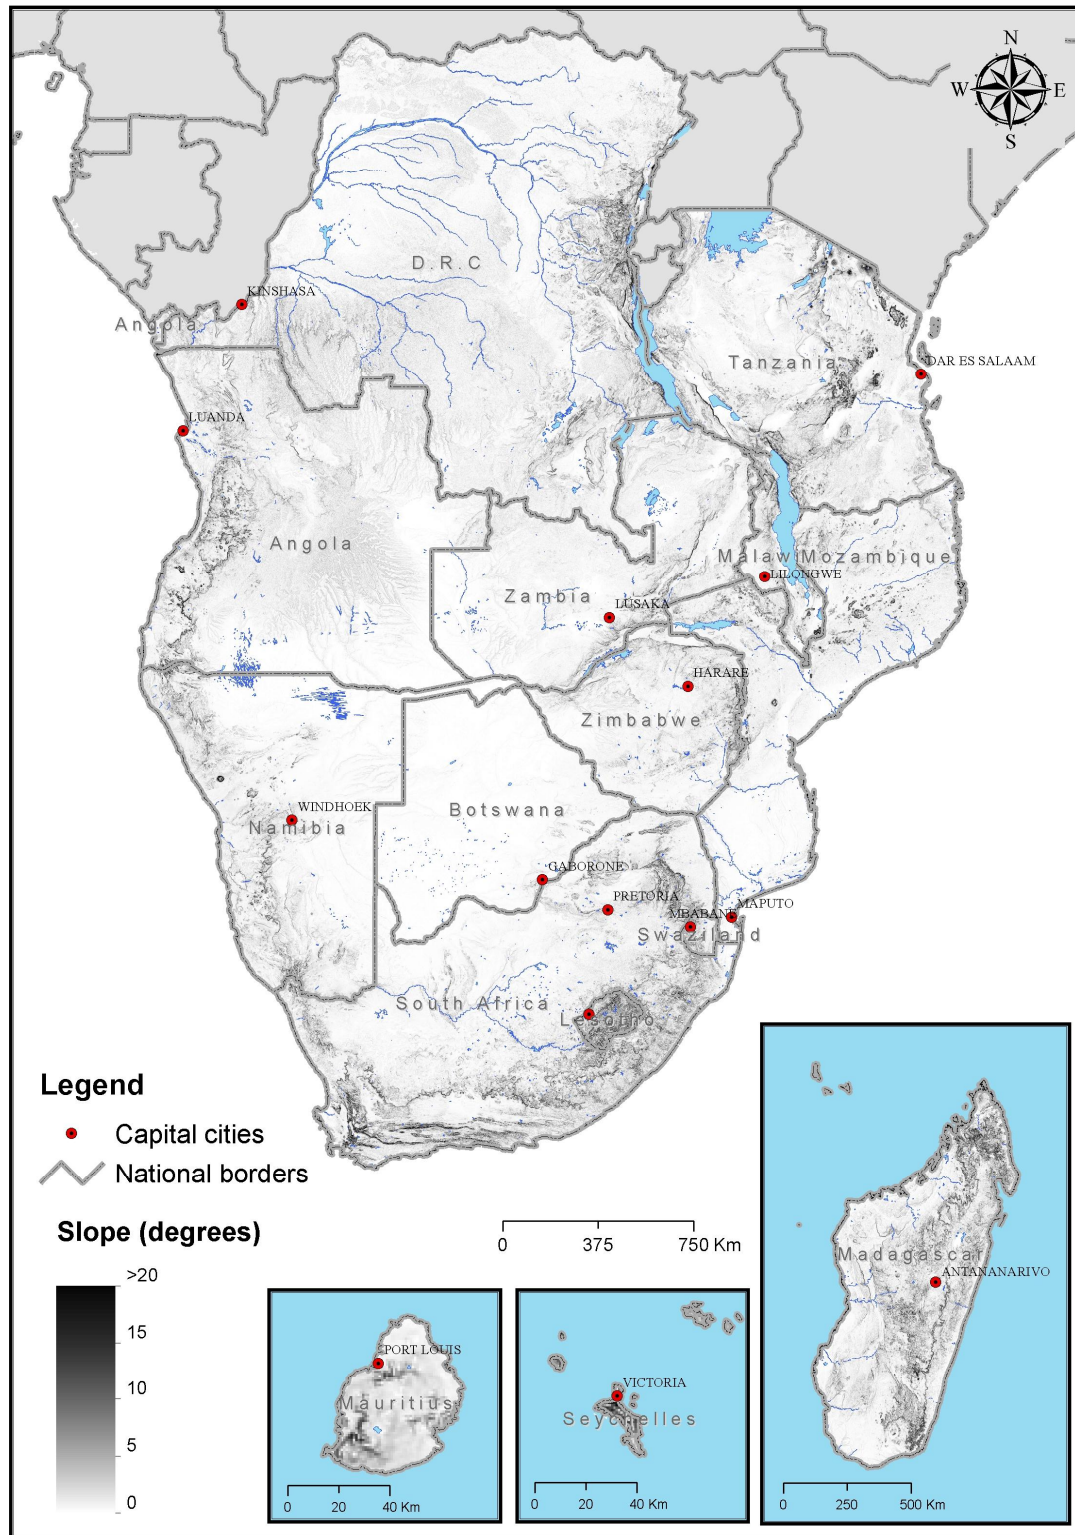 N
W E
S
D.R.C
KINSHASA
Angola
Tanzania
DAR ES SALAAM
LUANDA
Angola
Malawi
Mozambique
LILONGWE
Zambia
LUSAKA
HARARE
Zimbabwe
WINDHOEK
Namibia
Botswana
GABORONE
PRETORIA
MBABANE
MAPUTO
Swaziland
South Africa
Lesotho
Legend
Capital cities
National borders
Slope (degrees)
>20
15
10
5
0
0 375 750 Km
PORT LOUIS
Mauritius
0 20 40 Km
VICTORIA
Seychelles
0 20 40 Km
Madagascar
ANTANANARIVO
0 250 500 Km